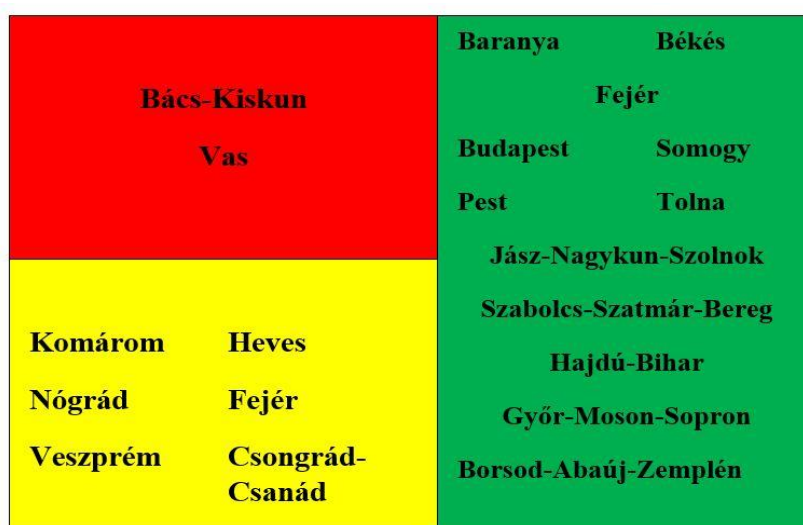 Bács-Kiskun
Vas
Komárom Heves
Nógrád Fejér
Veszprém Csongrád-
Csanád
Baranya Békés
Fejér
Budapest Somogy
Pest Tolna
Jász-Nagykun-Szolnok
Szabolcs-Szatmár-Bereg
Hajdú-Bihar
Győr-Moson-Sopron
Borsod-Abaúj-Zemplén